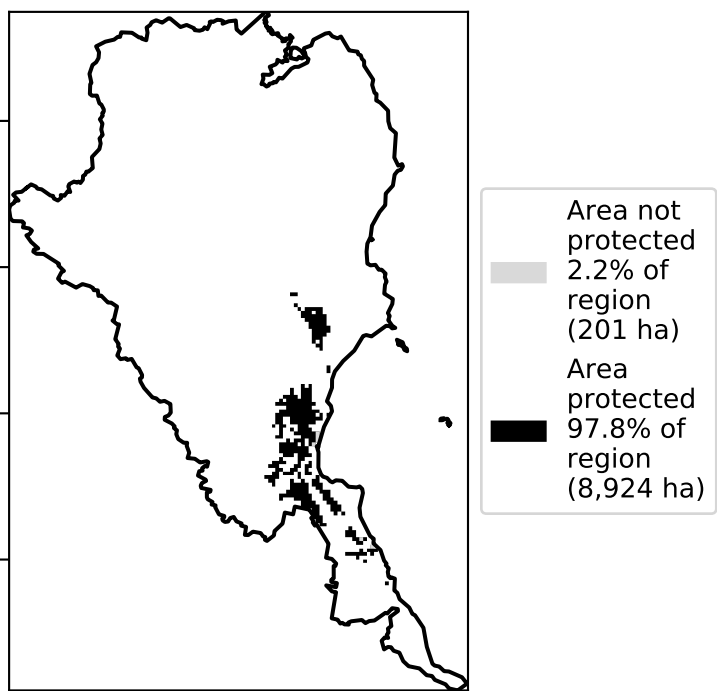 Area not
protected
2.2% of
region
(201 ha)
Area
protected
97.8% of
region
(8,924 ha)